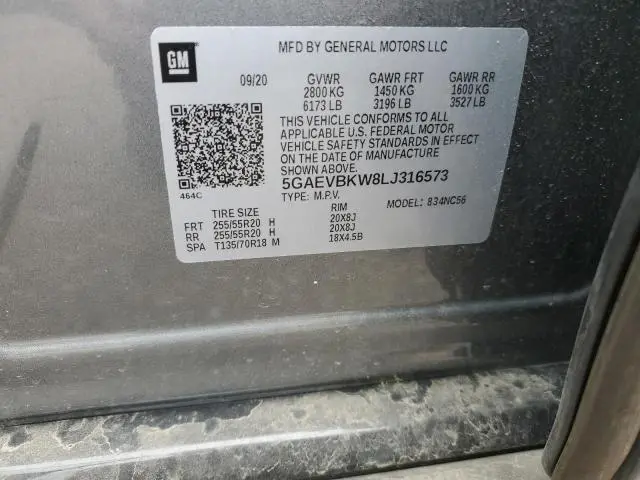 GM
MFD BY GENERAL MOTORS LLC
09/20 GVWR GAWR FRT GAWR RR
2800 KG 1450 KG 1600 KG
6173 LB 3196 LB 3527 LB
THIS VEHICLE CONFORMS TO ALL
APPLICABLE U.S. FEDERAL MOTOR
VEHICLE SAFETY STANDARDS IN EFFECT
ON THE DATE OF MANUFACTURE SHOWN ABOVE.
5GAEVBKW8LJ316573
464C
TYPE: M.P.V. MODEL: 834NC56
TIRE SIZE RIM
FRT 255/55R20 H 20X8J
RR 255/55R20 H 20X8J
SPA T135/70R18 M 18X4.5B